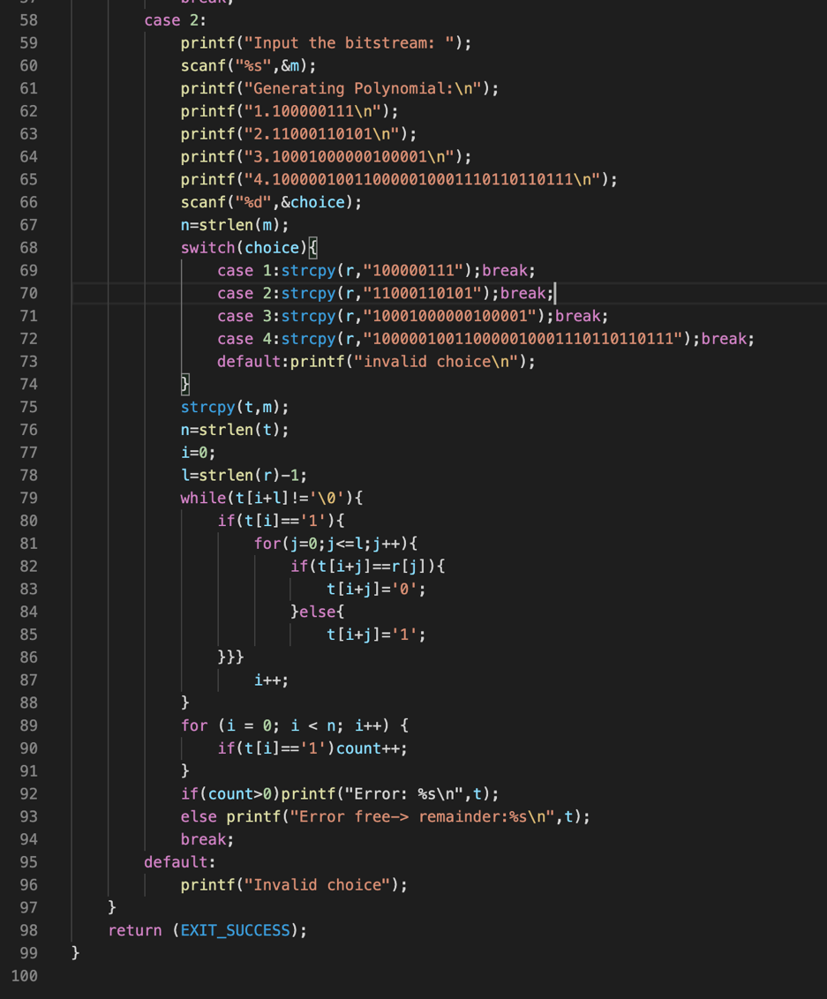 57 break;
58 case 2:
59 printf("Input the bitstream: ");
60 scanf("%s",&m);
61 printf("Generating Polynomial:\n");
62 printf("1.100000111\n");
63 printf("2.11000110101\n");
64 printf("3.10001000000100001\n");
65 printf("4.100000100110000010001110110110111\n");
66 scanf("%d",&choice);
67 n=strlen(m);
68 switch(choice){
69 case 1:strcpy(r,"100000111");break;
70 case 2:strcpy(r,"11000110101");break;
71 case 3:strcpy(r,"10001000000100001");break;
72 case 4:strcpy(r,"100000100110000010001110110110111");break;
73 default:printf("invalid choice\n");
74 }
75 strcpy(t,m);
76 n=strlen(t);
77 i=0;
78 l=strlen(r)-1;
79 while(t[i+l]!='\0'){
80 if(t[i]=='1'){
81 for(j=0;j<=l;j++){
82 if(t[i+j]==r[j]){
83 t[i+j]='0';
84 }else{
85 t[i+j]='1';
86 }}}
87 i++;
88 }
89 for (i = 0; i < n; i++) {
90 if(t[i]=='1')count++;
91 }
92 if(count>0)printf("Error: %s\n",t);
93 else printf("Error free-> remainder:%s\n",t);
94 break;
95 default:
96 printf("Invalid choice");
97 }
98 return (EXIT_SUCCESS);
99 }
100